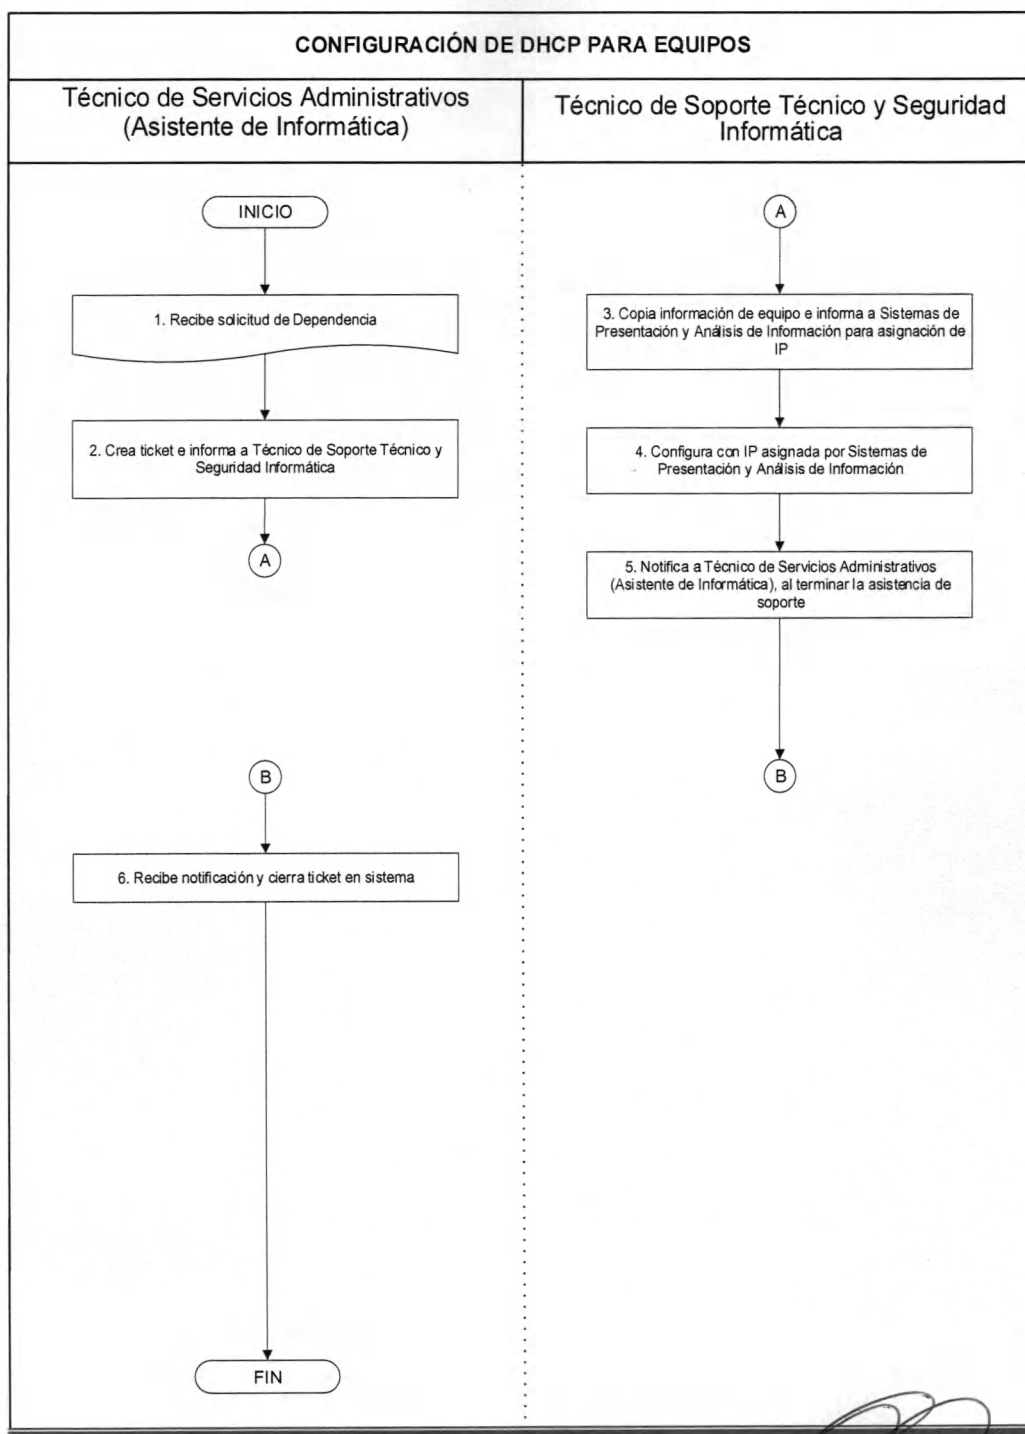 CONFIGURACIÓN DE DHCP PARA EQUIPOS
Técnico de Servicios Administrativos
(Asistente de Informática)
Técnico de Soporte Técnico y Seguridad
Informática
INICIO
1. Recibe solicitud de Dependencia
2. Crea ticket e informa a Técnico de Soporte Técnico y
Seguridad Informática
A
A
3. Copia información de equipo e informa a Sistemas de
Presentación y Análisis de Información para asignación de
IP
4. Configura con IP asignada por Sistemas de
Presentación y Análisis de Información
5. Notifica a Técnico de Servicios Administrativos
(Asistente de Informática), al terminar la asistencia de
soporte
B
B
6. Recibe notificación y cierra ticket en sistema
FIN